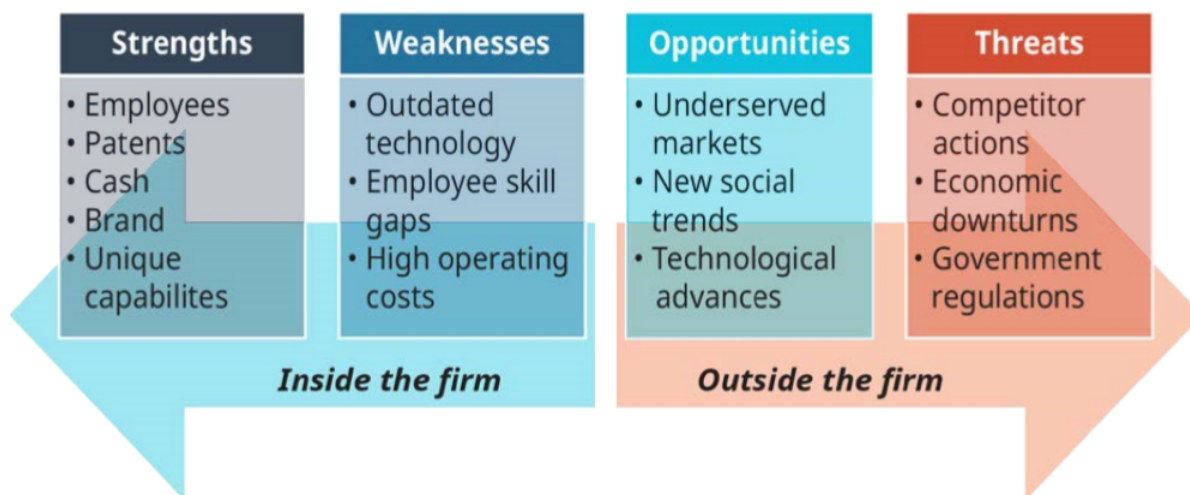 Strengths
• Employees
• Patents
• Cash
• Brand
• Unique
capabilites
Weaknesses
• Outdated
technology
• Employee skill
gaps
• High operating
costs
Opportunities
• Underserved
markets
• New social
trends
• Technological
advances
Threats
• Competitor
actions
• Economic
downturns
• Government
regulations
Inside the firm
Outside the firm